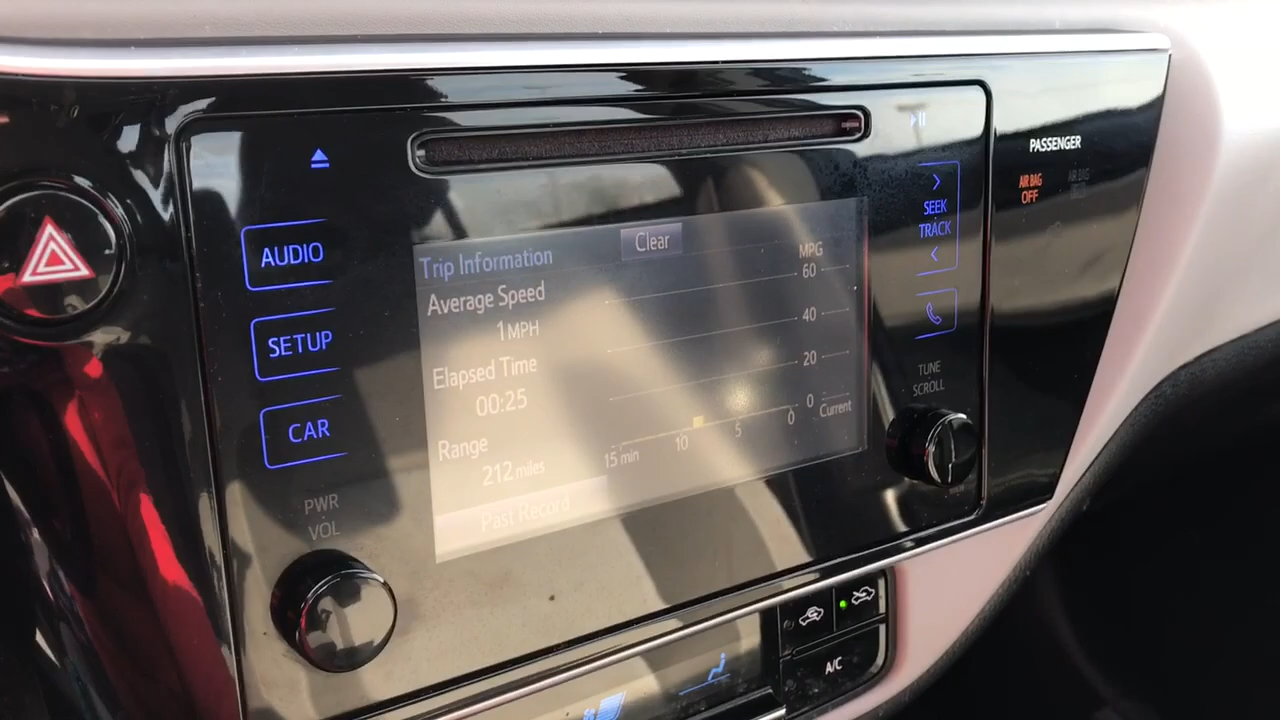 PASSENGER
AIR BAG
OFF
AIR BAG
AUDIO
SETUP
CAR
PWR
VOL
Trip Information
Clear
Average Speed
1 MPH
Elapsed Time
00:25
Range
212 miles
Past Record
MPG
60
40
20
0
15 min
10
5
0
Current
SEEK
TRACK
TUNE
SCROLL
A/C